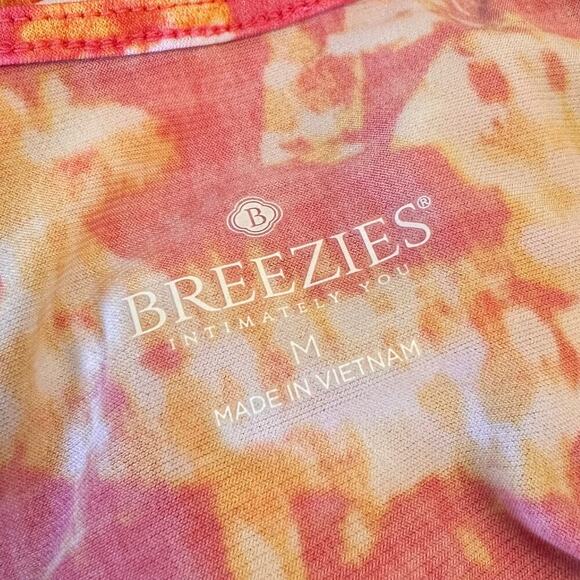 B
BREEZIES®
INTIMATELY YOU
M
MADE IN VIETNAM